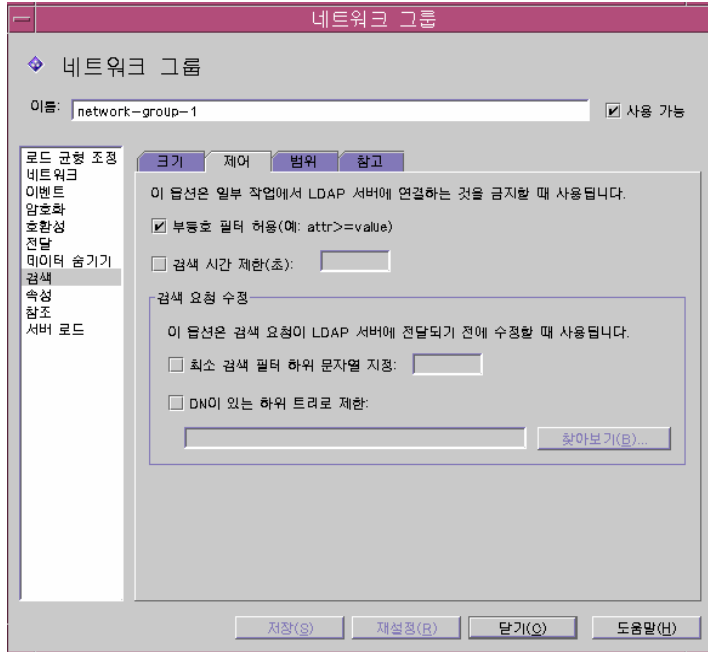 네트워크 그룹
네트워크 그룹
이름: network-group-1
사용 가능
로드 균형 조정
네트워크
이벤트
암호화
호환성
전달
데이터 숨기기
검색
속성
참조
서버 로드
크기 제어 범위 참고
이 옵션은 일부 작업에서 LDAP 서버에 연결하는 것을 금지할 때 사용됩니다.
부등호 필터 허용(예: attr>=value)
검색 시간 제한(초):
검색 요청 수정
이 옵션은 검색 요청이 LDAP 서버에 전달되기 전에 수정할 때 사용됩니다.
최소 검색 필터 하위 문자열 지정:
DN이 있는 하위 트리로 제한:
찾아보기(B)...
저장(S) 재설정(R) 닫기(C) 도움말(H)